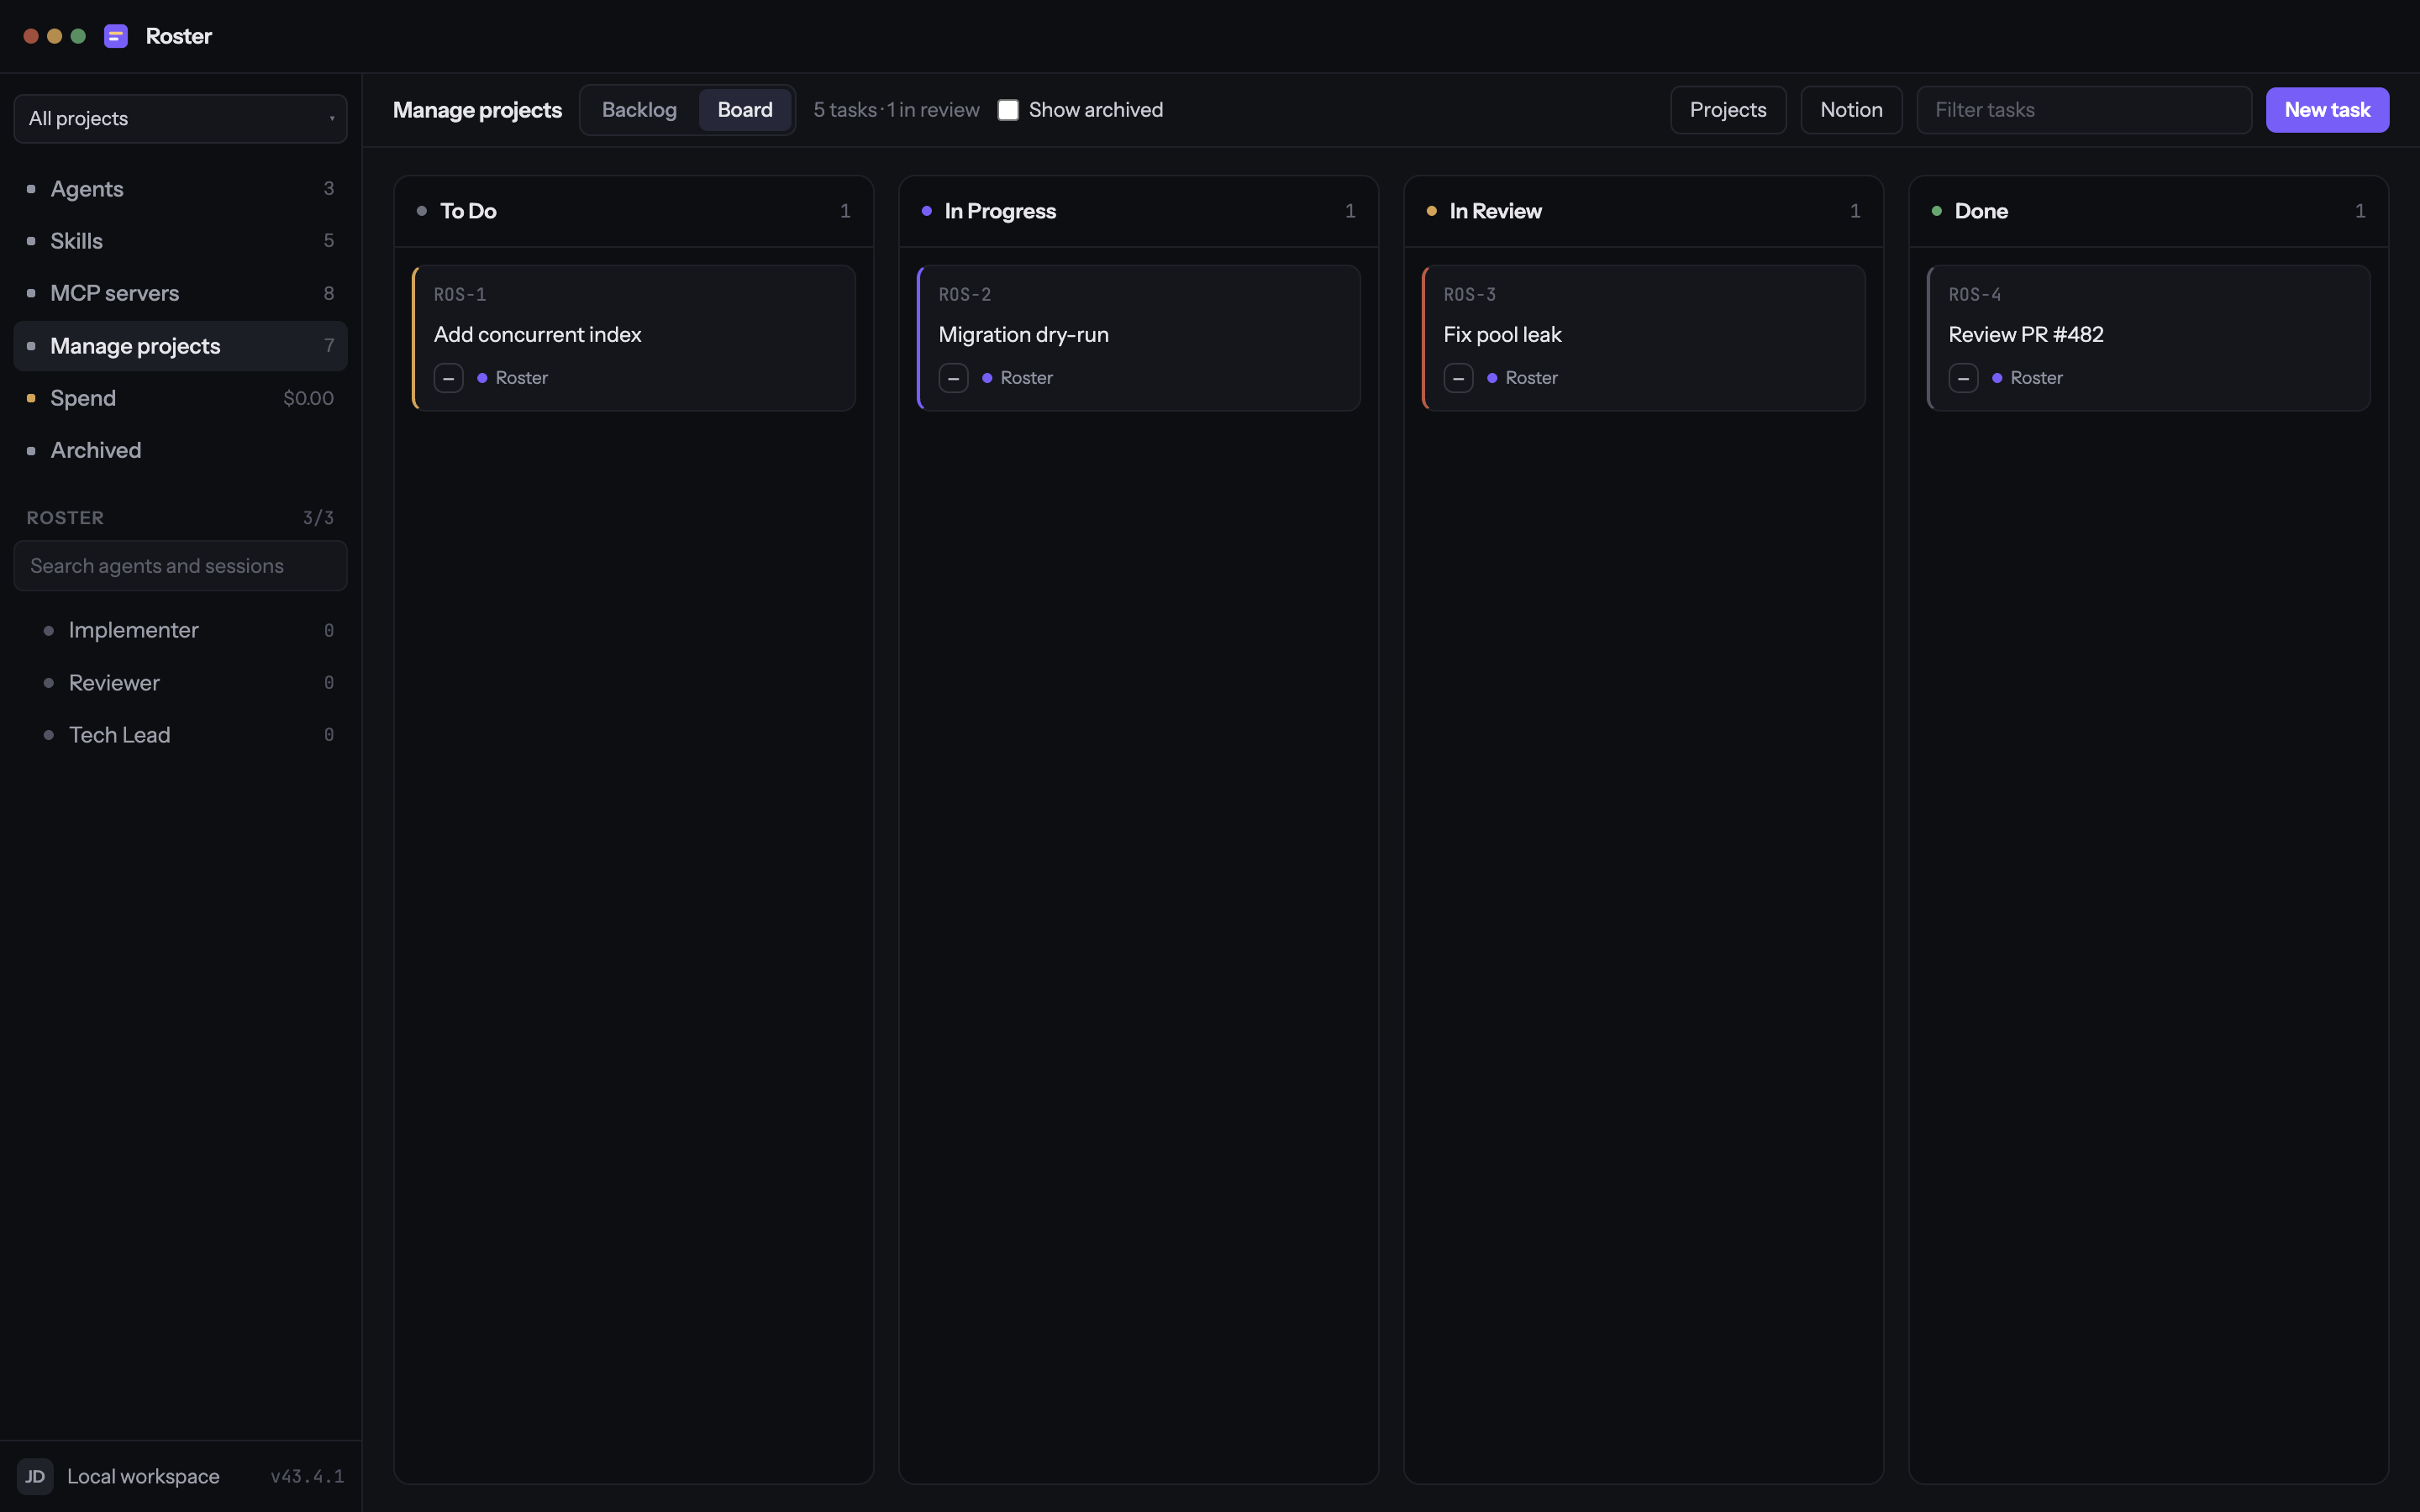 Roster
All projects
Agents 3
Skills 5
MCP servers 8
Manage projects 7
Spend $0.00
Archived
ROSTER 3/3
Search agents and sessions
Implementer 0
Reviewer 0
Tech Lead 0
JD Local workspace v43.4.1
Manage projects Backlog Board 5 tasks · 1 in review Show archived Projects Notion Filter tasks New task
To Do 1
ROS-1
Add concurrent index
Roster
In Progress 1
ROS-2
Migration dry-run
Roster
In Review 1
ROS-3
Fix pool leak
Roster
Done 1
ROS-4
Review PR #482
Roster